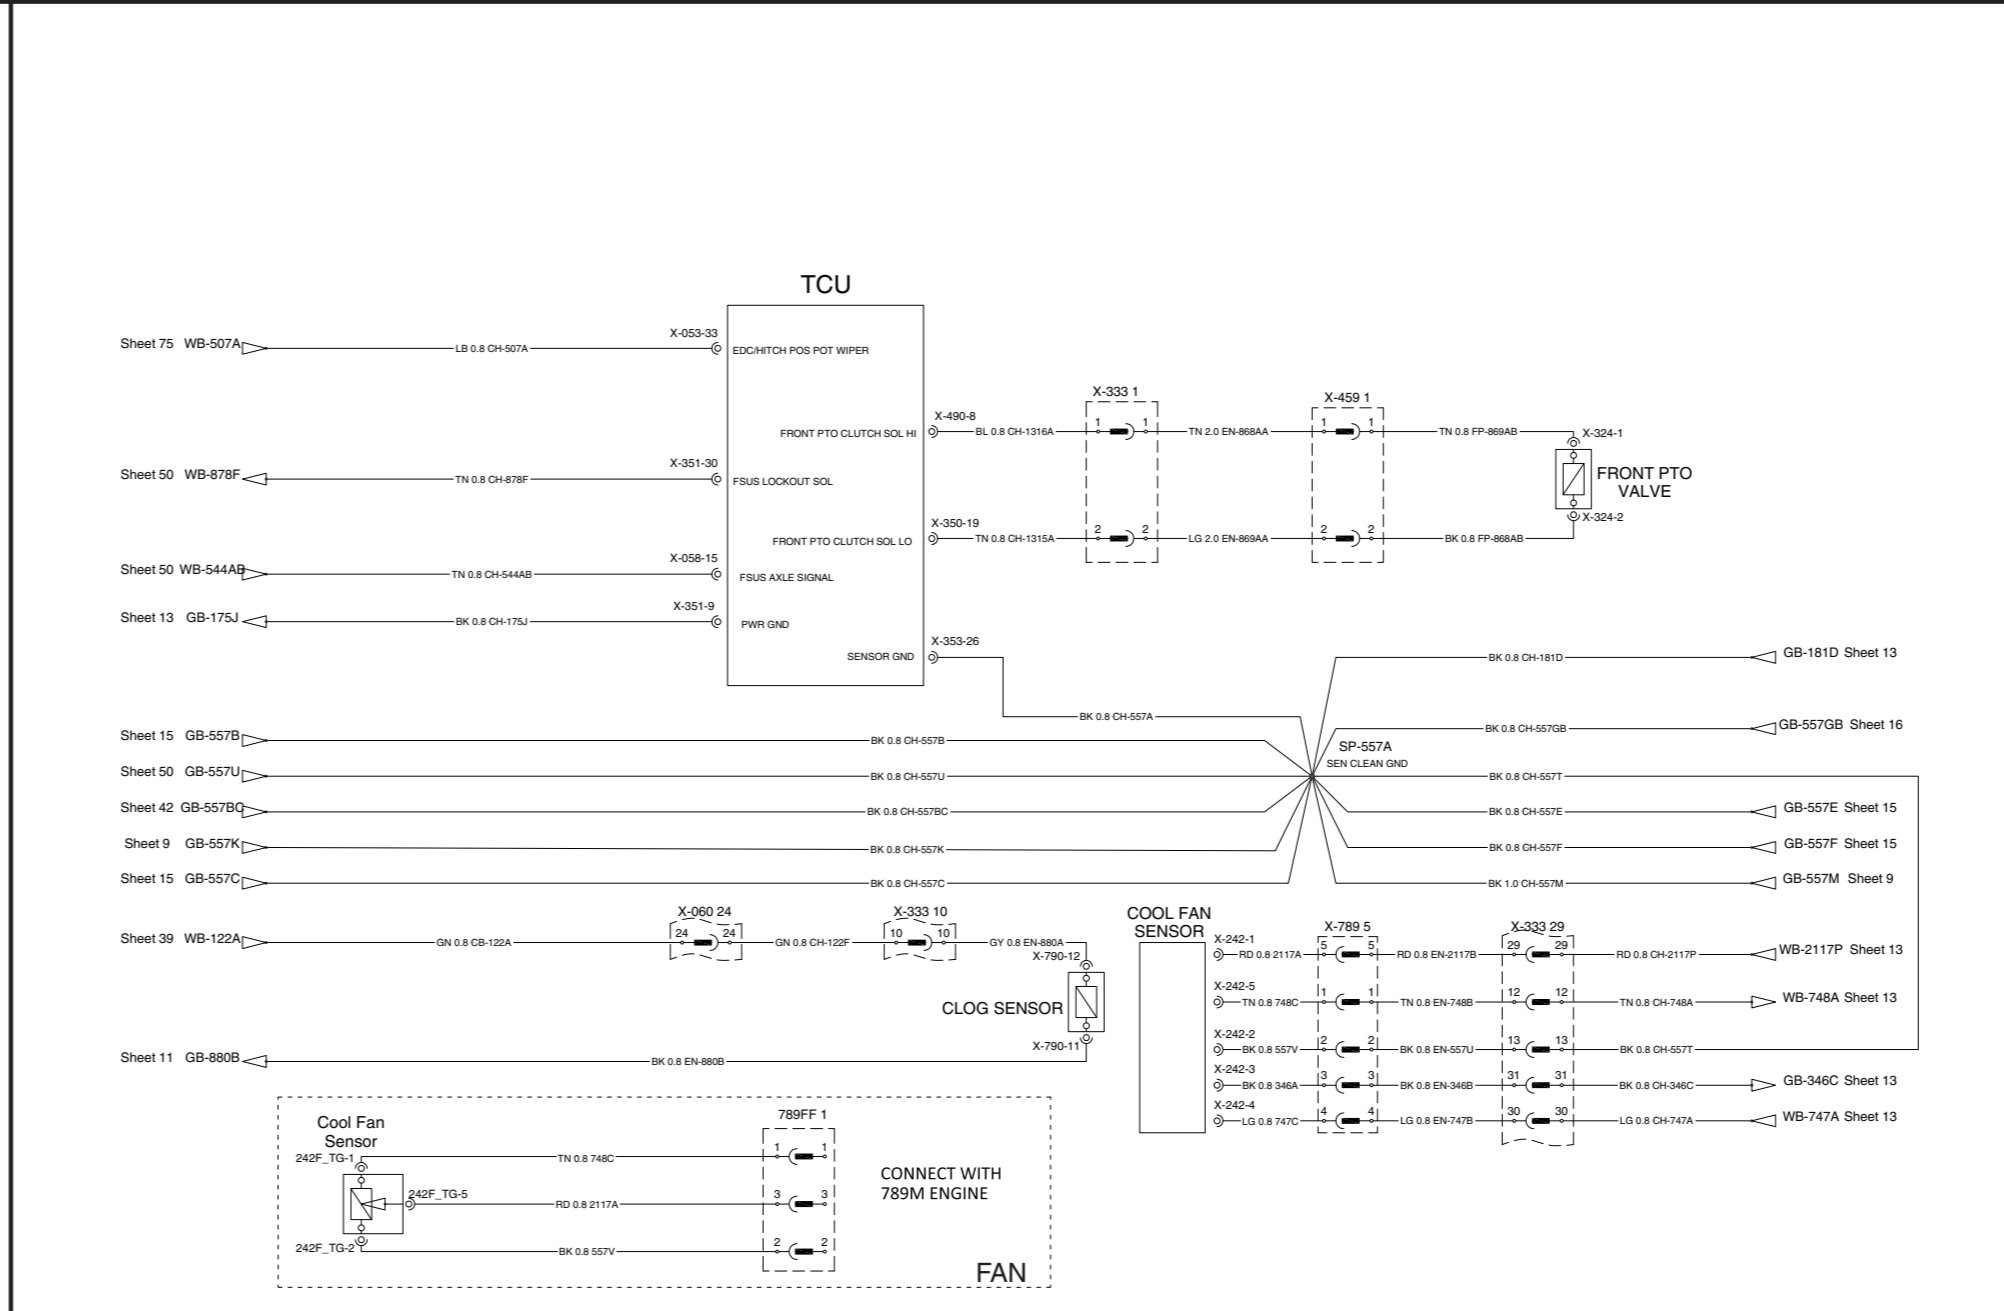 TCU
Sheet 75 WB-507A
LB 0.8 CH-507A
X-053-33
EDC/HITCH POS POT WIPER
X-490-8
FRONT PTO CLUTCH SOL HI
BL 0.8 CH-1316A
X-333 1
1 1
TN 2.0 EN-868AA
X-459 1
1 1
TN 0.8 FP-869AB
X-324-1
FRONT PTO
VALVE
X-324-2
Sheet 50 WB-878F
TN 0.8 CH-878F
X-351-30
FSUS LOCKOUT SOL
X-350-19
FRONT PTO CLUTCH SOL LO
TN 0.8 CH-1315A
2 2
LG 2.0 EN-869AA
2 2
BK 0.8 FP-868AB
Sheet 50 WB-544AB
TN 0.8 CH-544AB
X-058-15
FSUS AXLE SIGNAL
Sheet 13 GB-175J
BK 0.8 CH-175J
X-351-9
PWR GND
SENSOR GND
X-353-26
BK 0.8 CH-557A
BK 0.8 CH-181D
GB-181D Sheet 13
BK 0.8 CH-557GB
GB-557GB Sheet 16
SP-557A
SEN CLEAN GND
Sheet 15 GB-557B
BK 0.8 CH-557B
Sheet 50 GB-557U
BK 0.8 CH-557U
BK 0.8 CH-557T
Sheet 42 GB-557BC
BK 0.8 CH-557BC
BK 0.8 CH-557E
GB-557E Sheet 15
Sheet 9 GB-557K
BK 0.8 CH-557K
BK 0.8 CH-557F
GB-557F Sheet 15
Sheet 15 GB-557C
BK 0.8 CH-557C
BK 1.0 CH-557M
GB-557M Sheet 9
Sheet 39 WB-122A
GN 0.8 CB-122A
X-060 24
24 24
GN 0.8 CH-122F
X-333 10
10 10
GY 0.8 EN-880A
X-790-12
CLOG SENSOR
X-790-11
Sheet 11 GB-880B
BK 0.8 EN-880B
COOL FAN
SENSOR
X-789 5
X-333 29
X-242-1
RD 0.8 2117A
5 5
RD 0.8 EN-2117B
29 29
RD 0.8 CH-2117P
WB-2117P Sheet 13
X-242-5
TN 0.8 748C
1 1
TN 0.8 EN-748B
12 12
TN 0.8 CH-748A
WB-748A Sheet 13
X-242-2
BK 0.8 557V
2 2
BK 0.8 EN-557U
13 13
BK 0.8 CH-557T
X-242-3
BK 0.8 346A
3 3
BK 0.8 EN-346B
31 31
BK 0.8 CH-346C
GB-346C Sheet 13
X-242-4
LG 0.8 747C
4 4
LG 0.8 EN-747B
30 30
LG 0.8 CH-747A
WB-747A Sheet 13
Cool Fan
Sensor
242F_TG-1
TN 0.8 748C
789FF 1
1 1
242F_TG-5
RD 0.8 2117A
3 3
242F_TG-2
BK 0.8 557V
2 2
CONNECT WITH
789M ENGINE
FAN